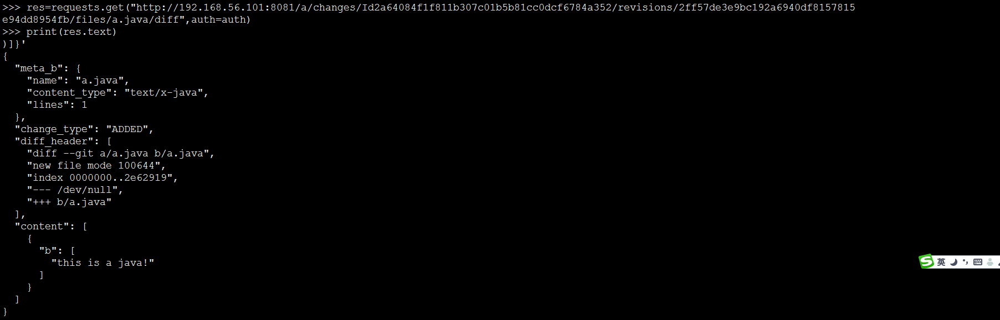 >>> res=requests.get("http://192.168.56.101:8081/a/changes/Id2a64084f1f811b307c01b5b81cc0dcf6784a352/revisions/2ff57de3e9bc192a6940df8157815
e94dd8954fb/files/a.java/diff",auth=auth)
>>> print(res.text)
)]}'
{
  "meta_b": {
    "name": "a.java",
    "content_type": "text/x-java",
    "lines": 1
  },
  "change_type": "ADDED",
  "diff_header": [
    "diff --git a/a.java b/a.java",
    "new file mode 100644",
    "index 0000000..2e62919",
    "--- /dev/null",
    "+++ b/a.java"
  ],
  "content": [
    {
      "b": [
        "this is a java!"
      ]
    }
  ]
}
S 英